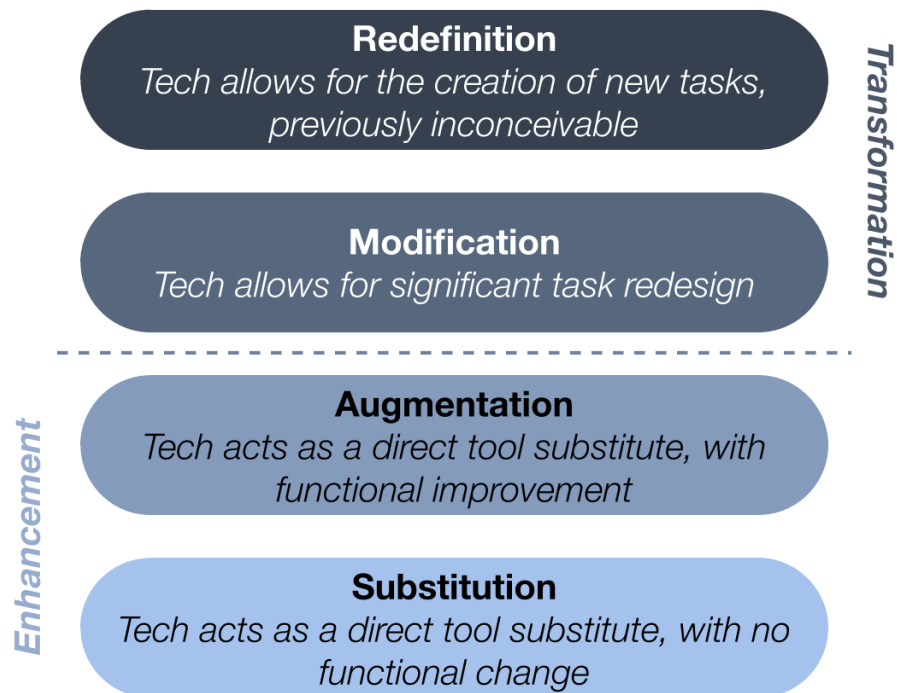 Redefinition
Tech allows for the creation of new tasks,
previously inconceivable
Transformation
Modification
Tech allows for significant task redesign
Augmentation
Tech acts as a direct tool substitute, with
functional improvement
Enhancement
Substitution
Tech acts as a direct tool substitute, with no
functional change